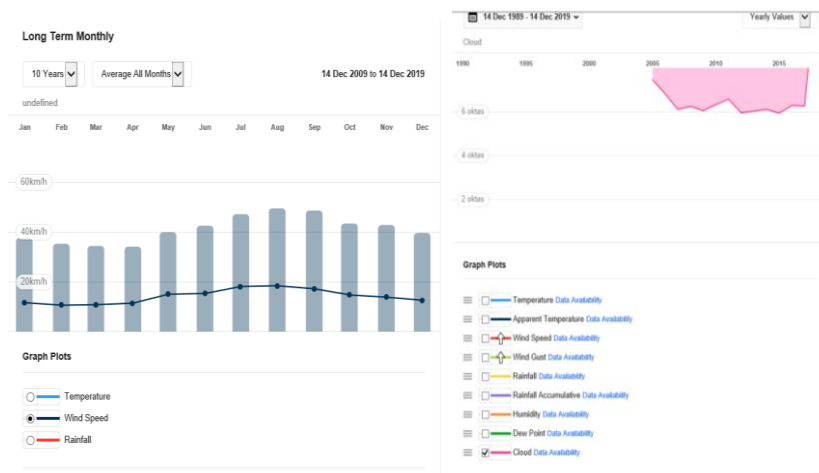 Long Term Monthly
10 Years
Average All Months
14 Dec 2009 to 14 Dec 2019
undefined
Jan Feb Mar Apr May Jun Jul Aug Sep Oct Nov Dec
60km/h
40km/h
20km/h
Graph Plots
Temperature
Wind Speed
Rainfall
14 Dec 1989 - 14 Dec 2019
Yearly Values
Cloud
1990 1995 2000 2005 2010 2015
6 oktas
4 oktas
2 oktas
Graph Plots
Temperature Data Availability
Apparent Temperature Data Availability
Wind Speed Data Availability
Wind Gust Data Availability
Rainfall Data Availability
Rainfall Accumulative Data Availability
Humidity Data Availability
Dew Point Data Availability
Cloud Data Availability